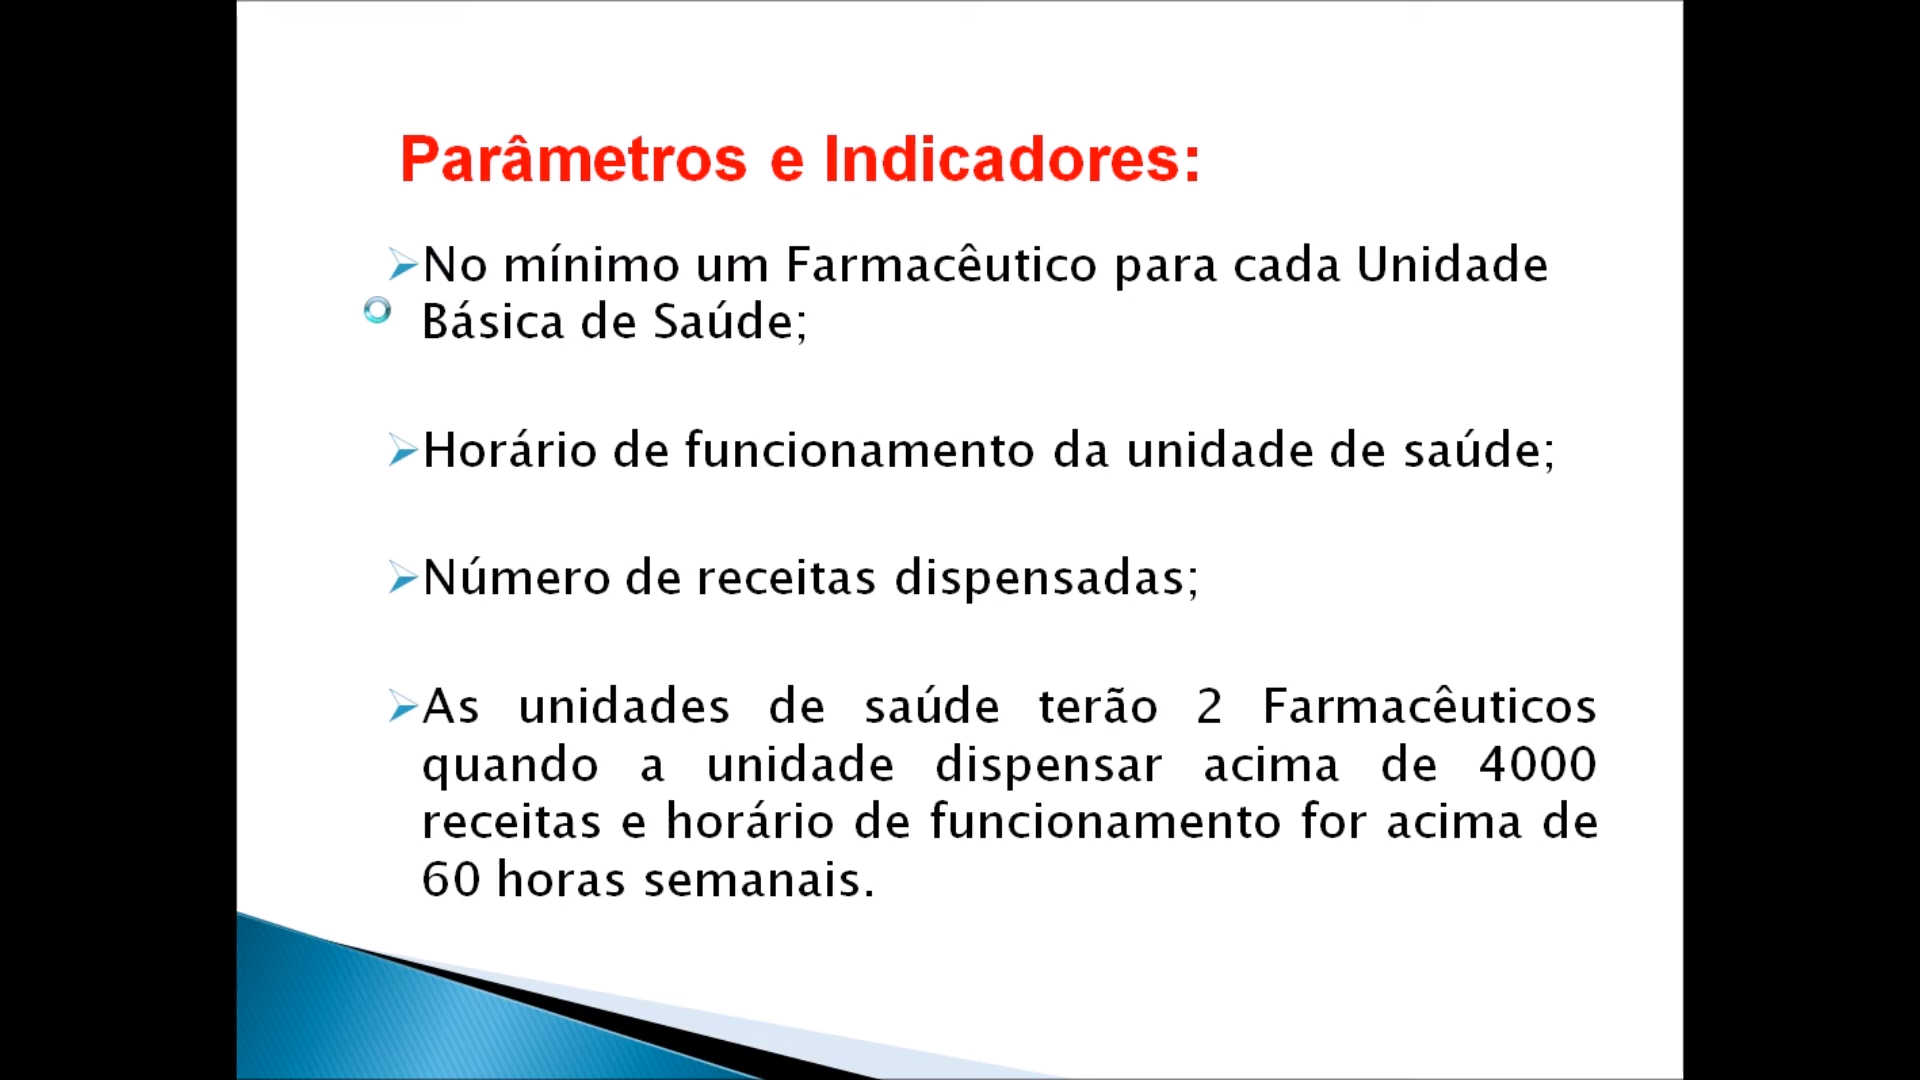 Parâmetros e Indicadores:
➢No mínimo um Farmacêutico para cada Unidade
Básica de Saúde;
➢Horário de funcionamento da unidade de saúde;
➢Número de receitas dispensadas;
➢As unidades de saúde terão 2 Farmacêuticos
quando a unidade dispensar acima de 4000
receitas e horário de funcionamento for acima de
60 horas semanais.